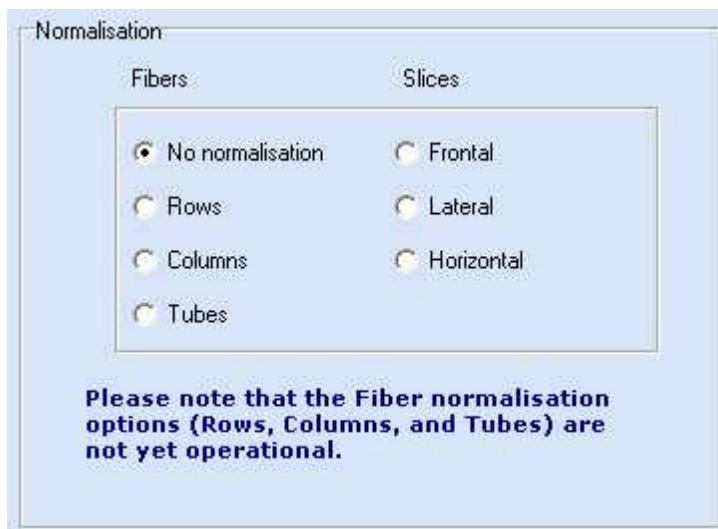 Normalisation
Fibers Slices
No normalisation Frontal
Rows Lateral
Columns Horizontal
Tubes
Please note that the Fiber normalisation
options (Rows, Columns, and Tubes) are
not yet operational.